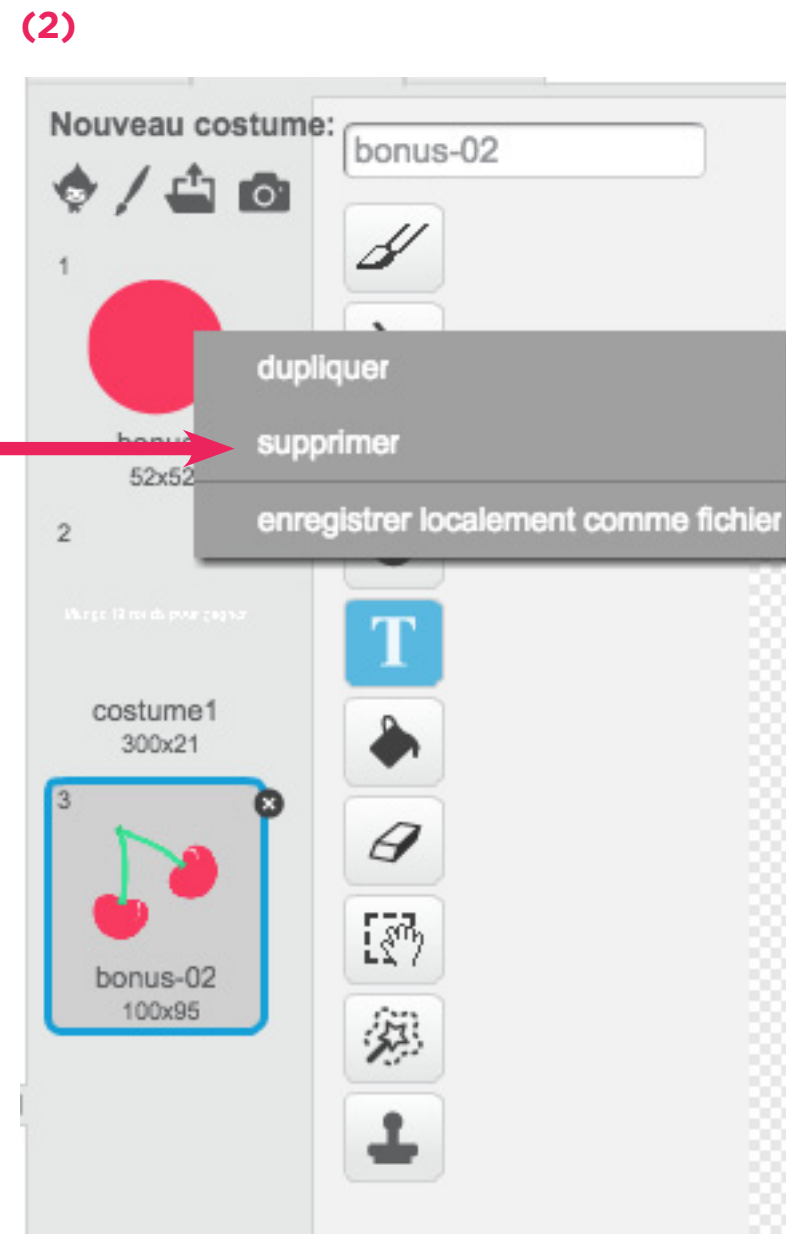 (2)
Nouveau costume:
bonus-02
1
dupliquer
supprimer
52x52
enregistrer localement comme fichier
2
T
costume1
300x21
3
bonus-02
100x95